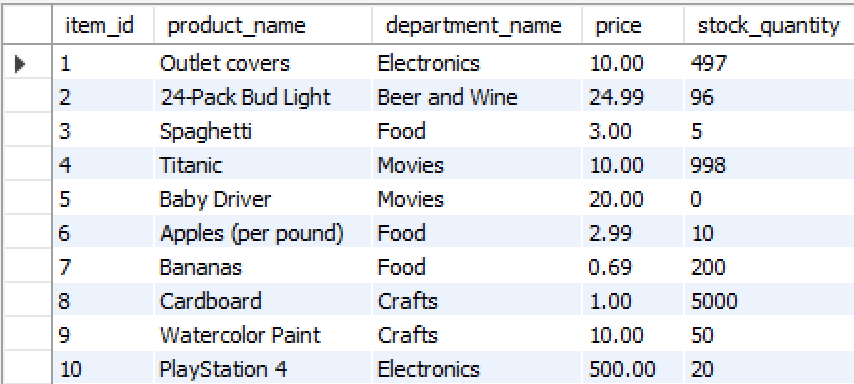 item_id product_name department_name price stock_quantity
1 Outlet covers Electronics 10.00 497
2 24-Pack Bud Light Beer and Wine 24.99 96
3 Spaghetti Food 3.00 5
4 Titanic Movies 10.00 998
5 Baby Driver Movies 20.00 0
6 Apples (per pound) Food 2.99 10
7 Bananas Food 0.69 200
8 Cardboard Crafts 1.00 5000
9 Watercolor Paint Crafts 10.00 50
10 PlayStation 4 Electronics 500.00 20